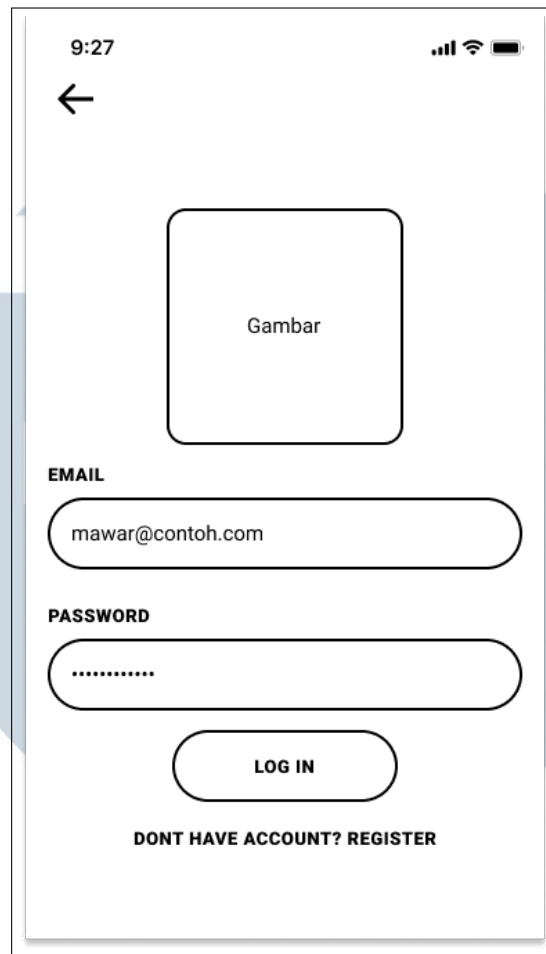 9:27
Gambar
EMAIL
mawar@contoh.com
PASSWORD
••••••••••••
LOG IN
DONT HAVE ACCOUNT? REGISTER